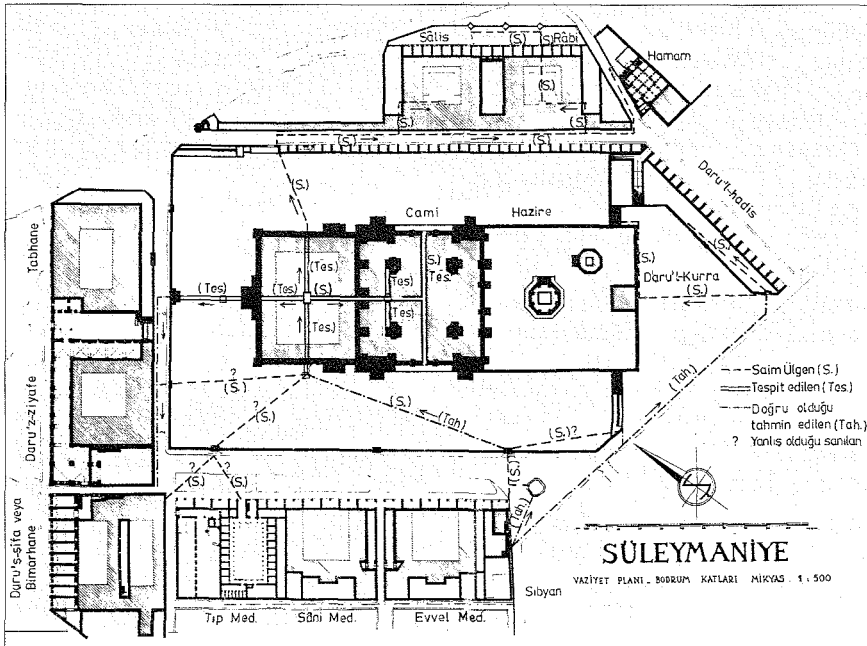 Sâlis
(S.)
(S)
Râbi
Hamam
(S.)
(S.)
(S.)
(S.)
(S.)
(S.)
Daru'l-hadis
Cami
Hazire
(S.)
Tabhane
(Tes)
(Tes.)
(Tes.)
(S.)
(Tes.)
(Tes)
(Tes)
S.)
Tes.
(S.)
Daru'l-Kurra
(S.)
(S.)
Daru'z-ziyafe
?
(S.)
?
(S.)
(S.)
(Tah)
(S.)?
(Tah)
Saim Ülgen (S.)
Tespit edilen (Tes.)
Doğru olduğu
tahmin edilen (Tah.)
? Yanlış olduğu sanılan
?
(S.)
?
(S.)
(S.)
(Tah.)
Daru's-şifa veya
Bimarhane
SÜLEYMANİYE
VAZİYET PLANI _ BODRUM KATLARI MİKYAS . 1 : 500
Sıbyan
Tıp Med.
Sâni Med.
Evvel Med.